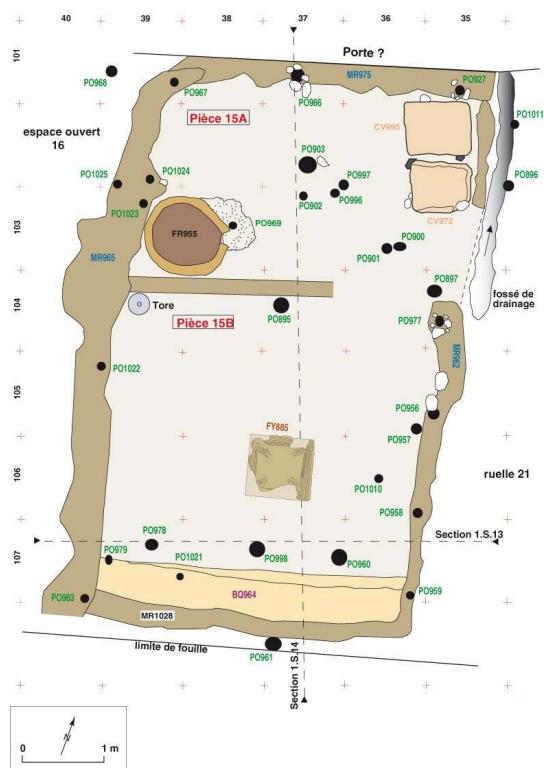 40
39
38
37
36
35
101
Porte ?
PO968
PO967
MR975
PO927
PO966
PO1011
Pièce 15A
espace ouvert
16
CV995
PO903
PO1025
PO1024
PO997
PO896
PO902
PO996
CV972
PO1023
103
PO969
FR955
PO900
PO901
MR965
PO897
fossé de
drainage
104
Tore
Pièce 15B
PO895
PO977
MR962
PO1022
105
PO956
FY885
PO957
106
PO1010
ruelle 21
PO958
Section 1.S.13
PO978
PO979
PO1021
PO998
PO960
107
PO963
BQ964
PO959
MR1028
limite de fouille
PO961
Section 1.S.14
N
0
1 m